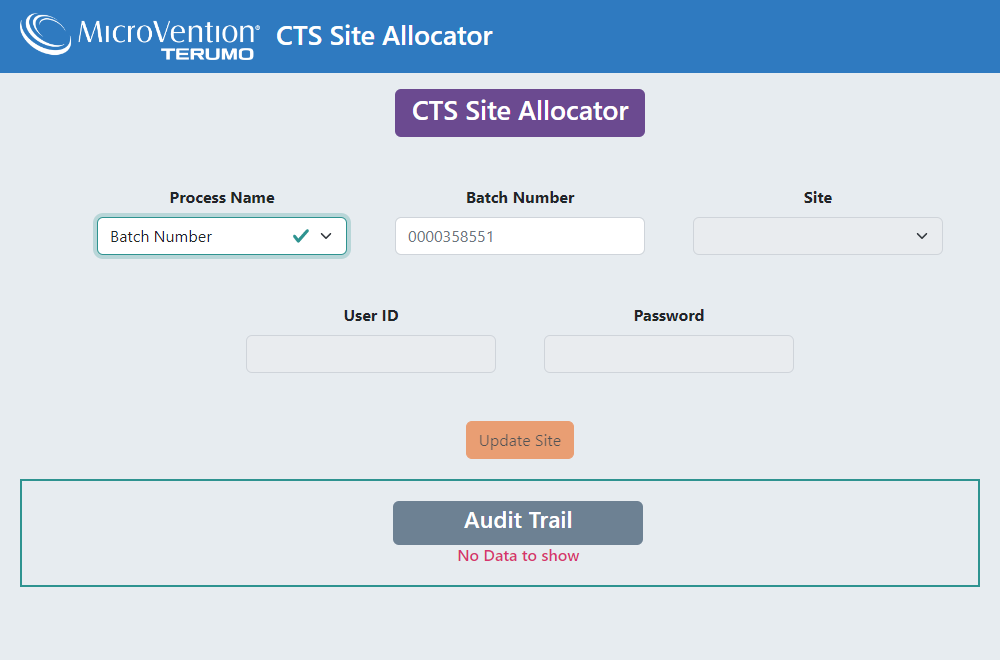 MicroVention®
TERUMO
CTS Site Allocator
CTS Site Allocator
Process Name
Batch Number
Site
Batch Number
0000358551
User ID
Password
Update Site
Audit Trail
No Data to show